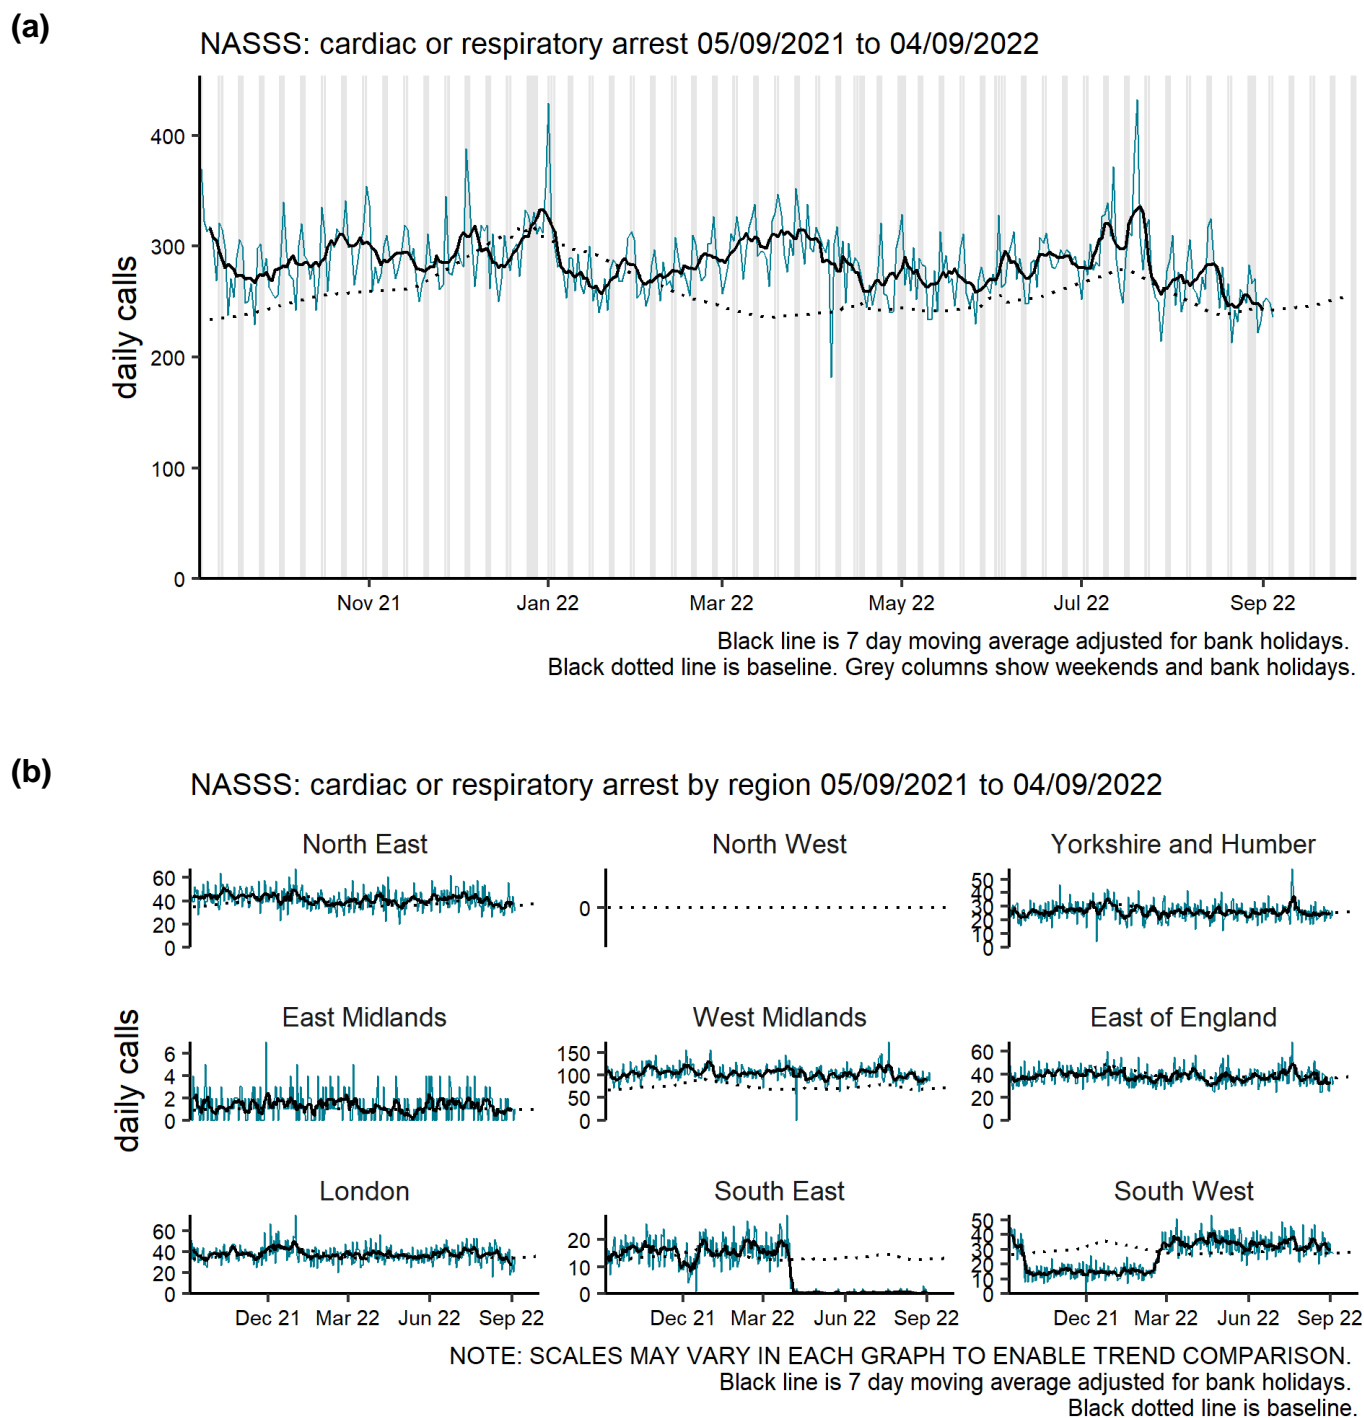 (a)
NASSS: cardiac or respiratory arrest 05/09/2021 to 04/09/2022
daily calls
400
300
200
100
0
Nov 21 Jan 22 Mar 22 May 22 Jul 22 Sep 22
Black line is 7 day moving average adjusted for bank holidays.
Black dotted line is baseline. Grey columns show weekends and bank holidays.
(b)
NASSS: cardiac or respiratory arrest by region 05/09/2021 to 04/09/2022
daily calls
North East North West Yorkshire and Humber
60
40
20
0
0
50
40
30
20
10
0
East Midlands West Midlands East of England
6
4
2
0
150
100
50
0
60
40
20
0
London South East South West
60
40
20
0
20
10
0
50
40
30
20
10
0
Dec 21 Mar 22 Jun 22 Sep 22 Dec 21 Mar 22 Jun 22 Sep 22 Dec 21 Mar 22 Jun 22 Sep 22
NOTE: SCALES MAY VARY IN EACH GRAPH TO ENABLE TREND COMPARISON.
Black line is 7 day moving average adjusted for bank holidays.
Black dotted line is baseline.